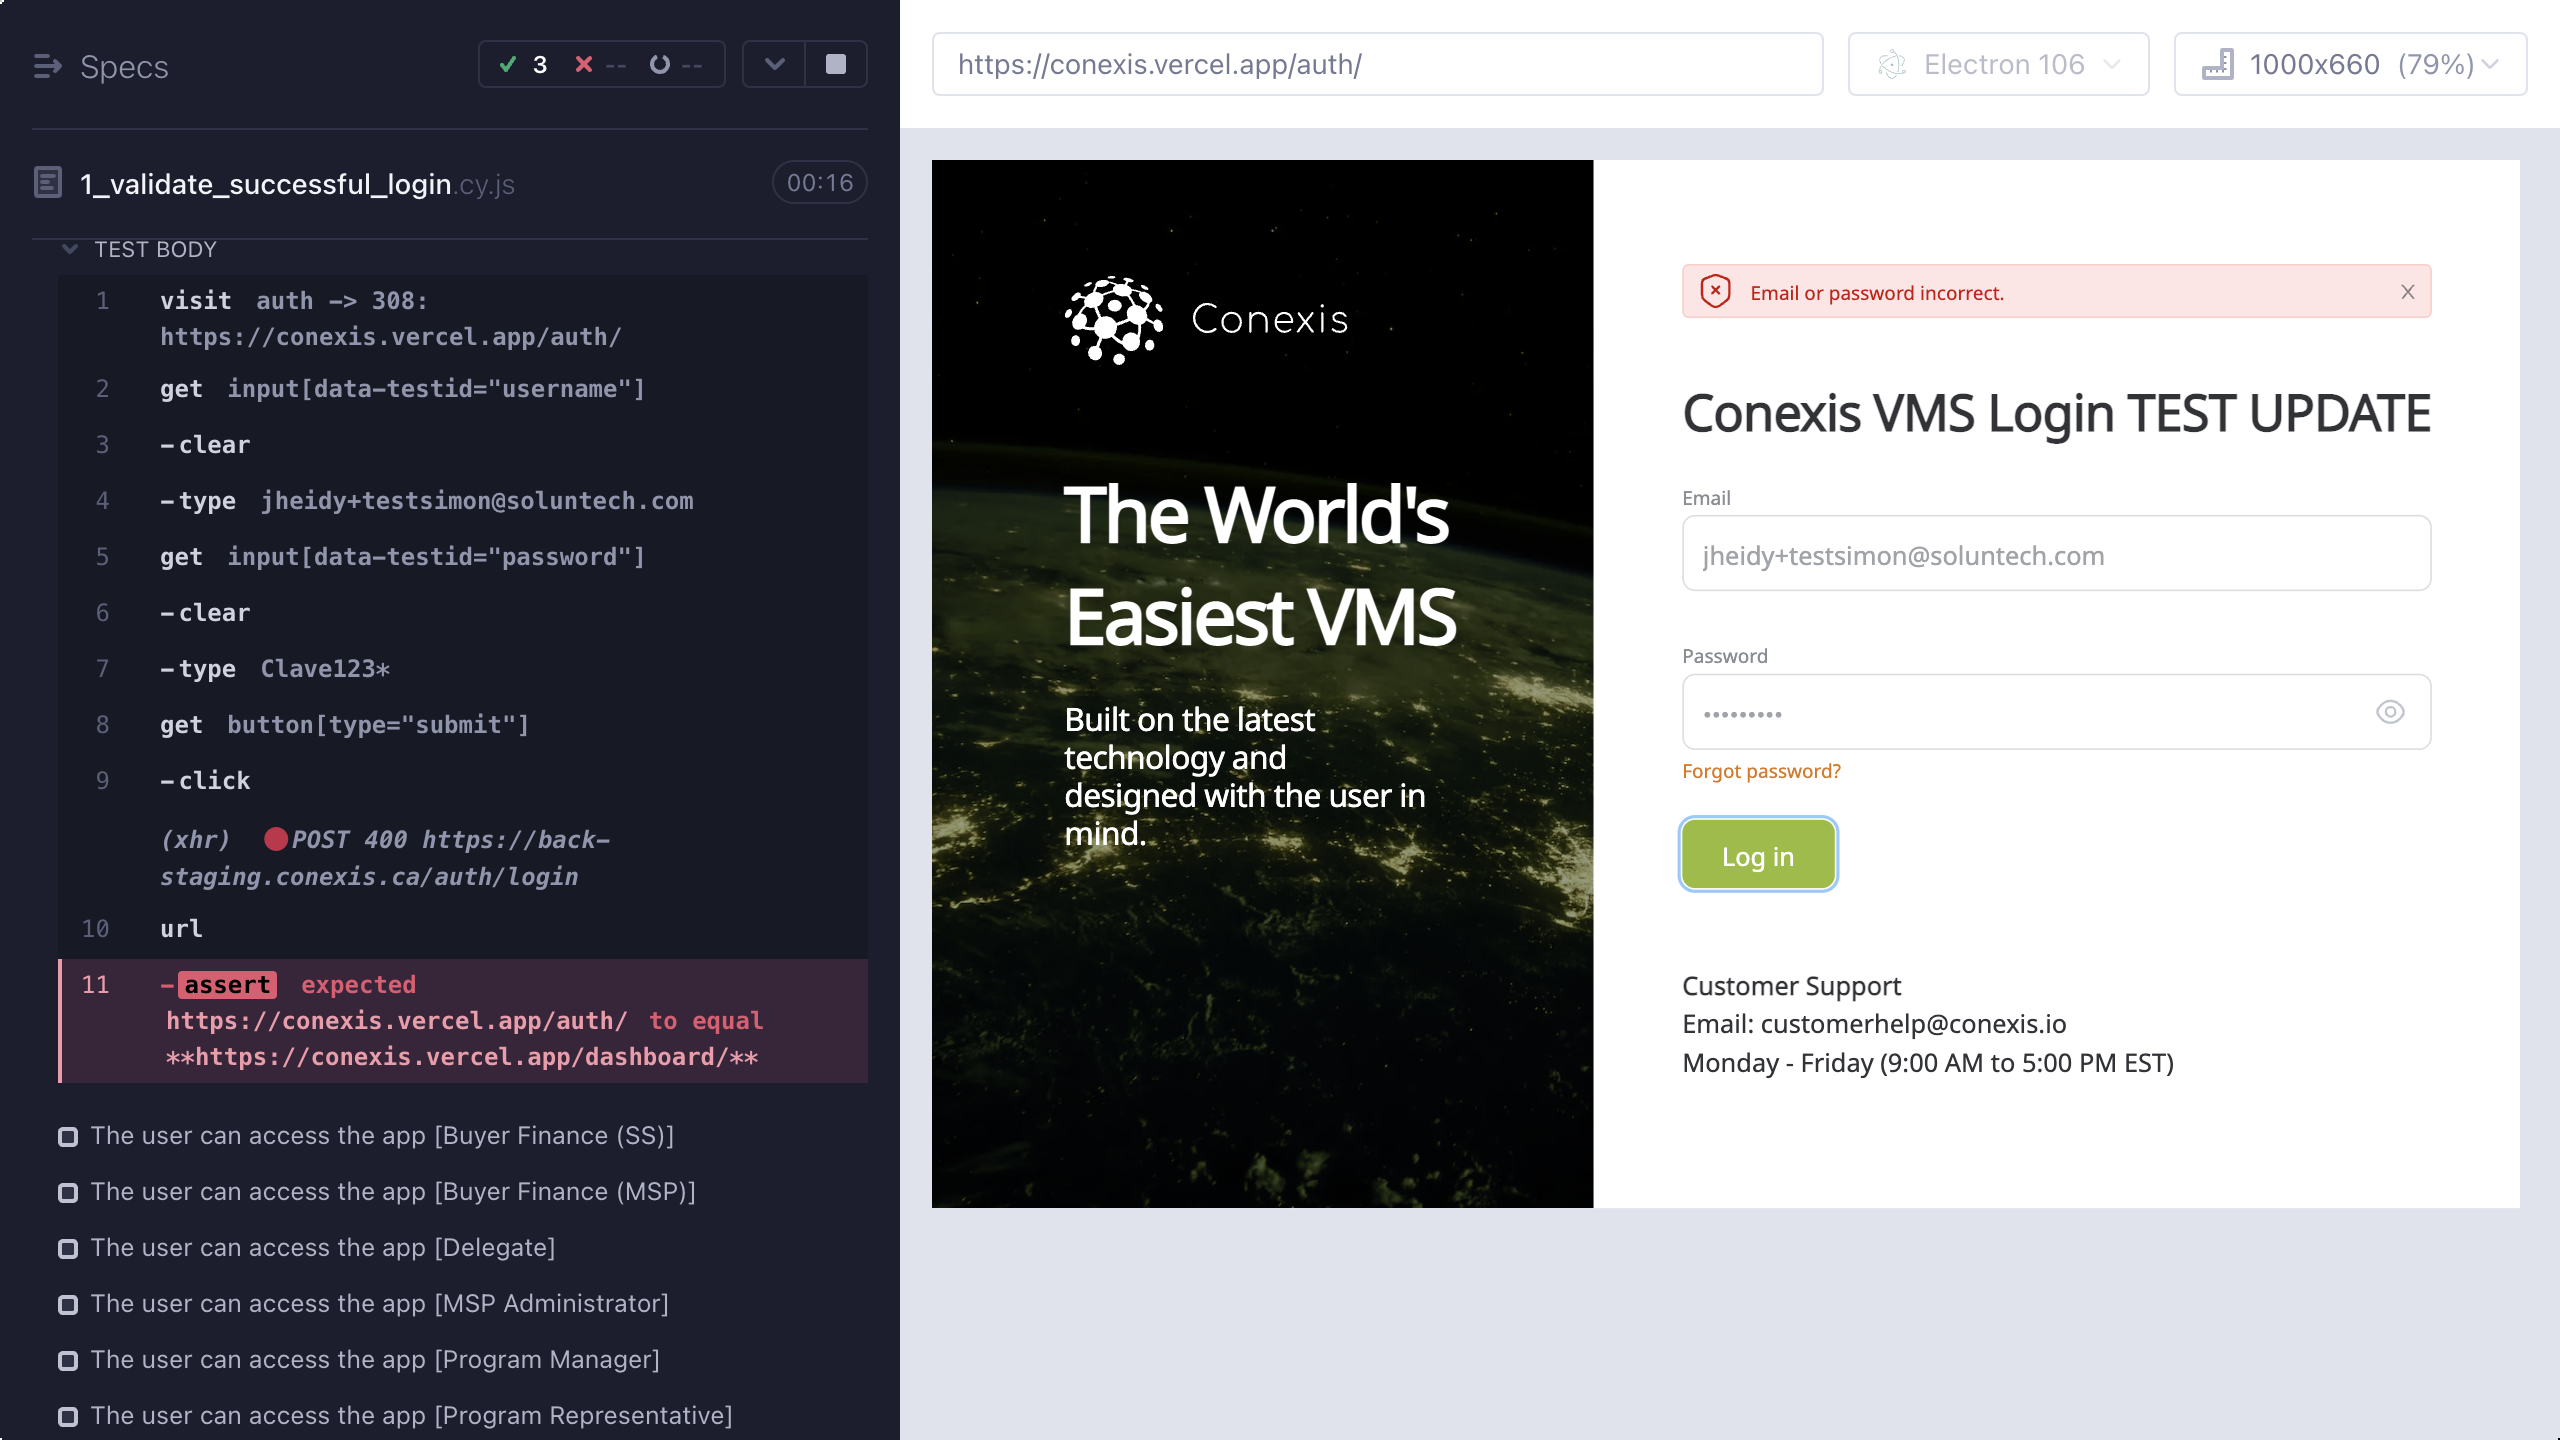 Specs
3
--
--
1_validate_successful_login.cy.js
00:16
TEST BODY
1 visit auth -> 308:
https://conexis.vercel.app/auth/
2 get input[data-testid="username"]
3 -clear
4 -type jheidy+testsimon@soluntech.com
5 get input[data-testid="password"]
6 -clear
7 -type Clave123*
8 get button[type="submit"]
9 -click
(xhr) POST 400 https://back-
staging.conexis.ca/auth/login
10 url
11 -assert expected
https://conexis.vercel.app/auth/ to equal
**https://conexis.vercel.app/dashboard/**
The user can access the app [Buyer Finance (SS)]
The user can access the app [Buyer Finance (MSP)]
The user can access the app [Delegate]
The user can access the app [MSP Administrator]
The user can access the app [Program Manager]
The user can access the app [Program Representative]
https://conexis.vercel.app/auth/
Electron 106
1000x660 (79%)
Conexis
The World's
Easiest VMS
Built on the latest
technology and
designed with the user in
mind.
Email or password incorrect.
Conexis VMS Login TEST UPDATE
Email
jheidy+testsimon@soluntech.com
Password
•••••••••
Forgot password?
Log in
Customer Support
Email: customerhelp@conexis.io
Monday - Friday (9:00 AM to 5:00 PM EST)